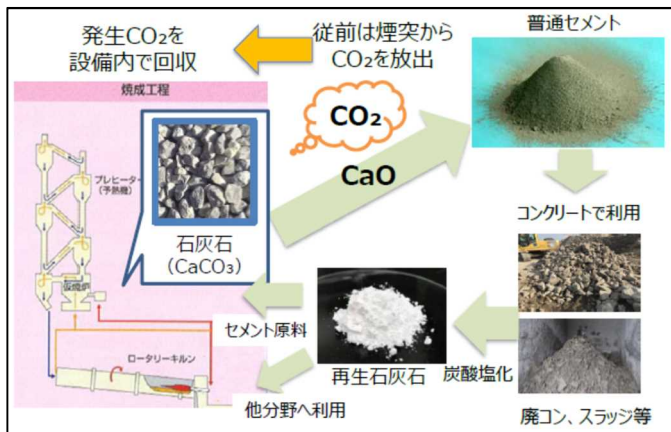 発生CO₂を
設備内で回収
従前は煙突から
CO₂を放出
普通セメント
焼成工程
CO₂
CaO
プレヒーター
(予熱機)
石灰石
(CaCO₃)
コンクリートで利用
仮焼炉
セメント原料
ロータリーキルン
再生石灰石
炭酸塩化
他分野へ利用
廃コン、スラッジ等